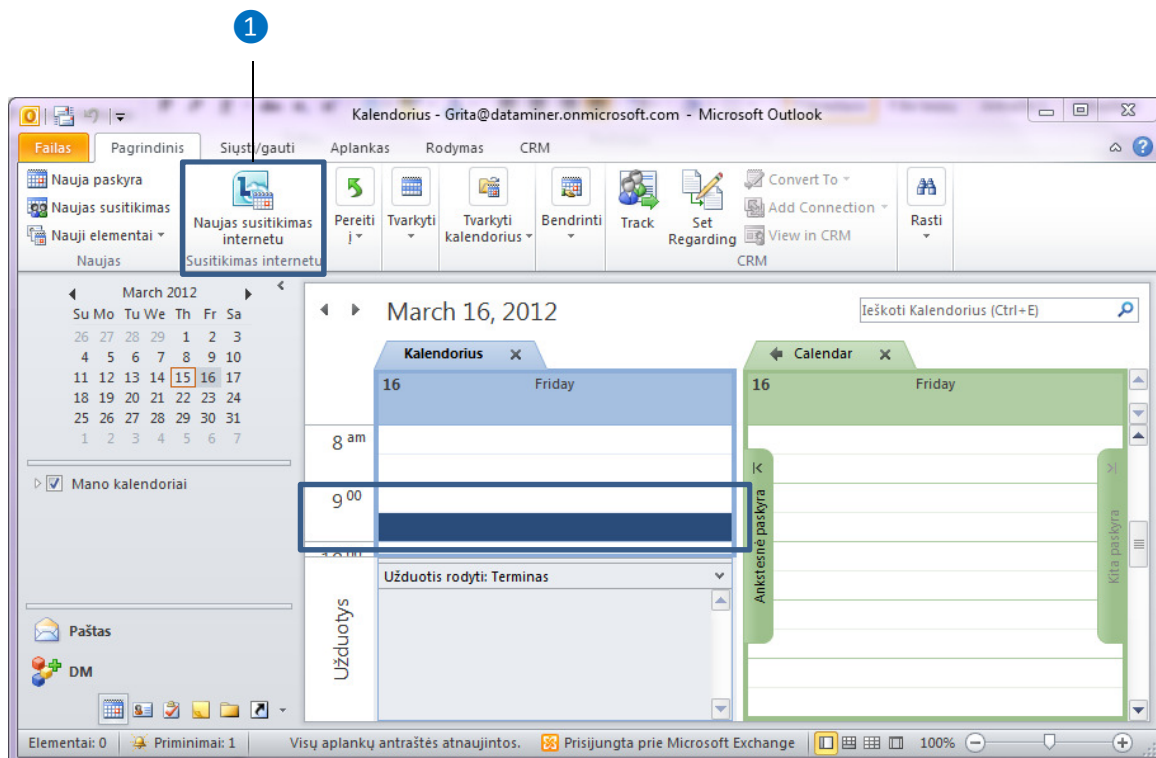 1
Kalendorius - Grita@dataminer.onmicrosoft.com - Microsoft Outlook
Failas Pagrindinis Siųsti/gauti Aplankas Rodymas CRM
Nauja paskyra
Naujas susitikimas
Nauji elementai
Naujas
Naujas susitikimas
internetu
Susitikimas internetu
Pereiti
į
Tvarkyti
Tvarkyti
kalendorius
Bendrinti
Track
Set
Regarding
Convert To
Add Connection
View in CRM
CRM
Rasti
March 2012
Su Mo Tu We Th Fr Sa
26 27 28 29 1 2 3
4 5 6 7 8 9 10
11 12 13 14 15 16 17
18 19 20 21 22 23 24
25 26 27 28 29 30 31
1 2 3 4 5 6 7
Mano kalendoriai
Paštas
DM
March 16, 2012
Ieškoti Kalendorius (Ctrl+E)
Kalendorius
Calendar
16 Friday
16 Friday
8 am
9 00
Užduotis rodyti: Terminas
Užduotys
Ankstesnė paskyra
Kita paskyra
Elementai: 0 Priminimai: 1 Visų aplankų antraštės atnaujintos. Prisijungta prie Microsoft Exchange 100%